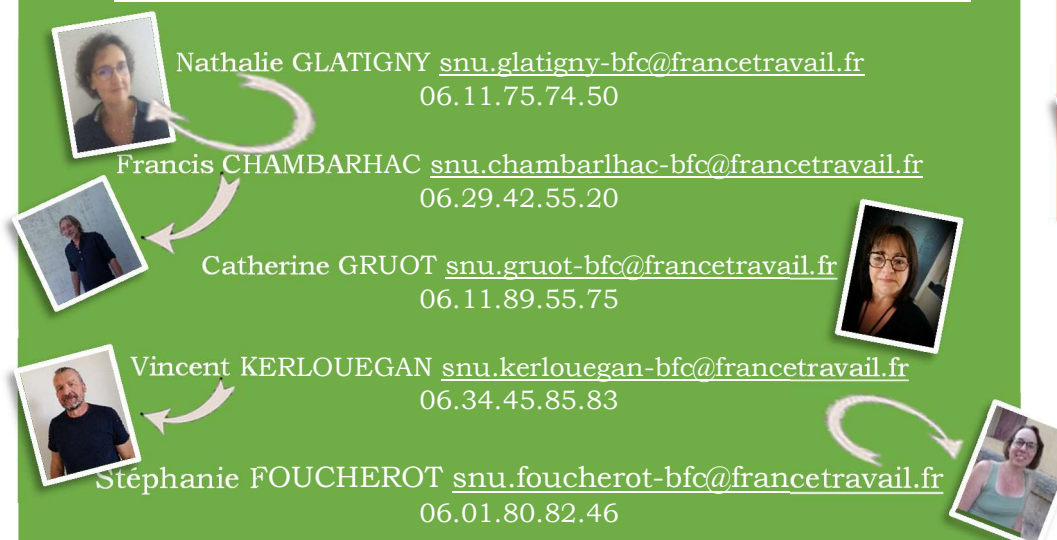 Nathalie GLATIGNY snu.glatigny-bfc@francetravail.fr
06.11.75.74.50
Francis CHAMBARHAC snu.chambarlhac-bfc@francetravail.fr
06.29.42.55.20
Catherine GRUOT snu.gruot-bfc@francetravail.fr
06.11.89.55.75
Vincent KERLOUEGAN snu.kerlouegan-bfc@francetravail.fr
06.34.45.85.83
Stéphanie FOUCHEROT snu.foucherot-bfc@francetravail.fr
06.01.80.82.46